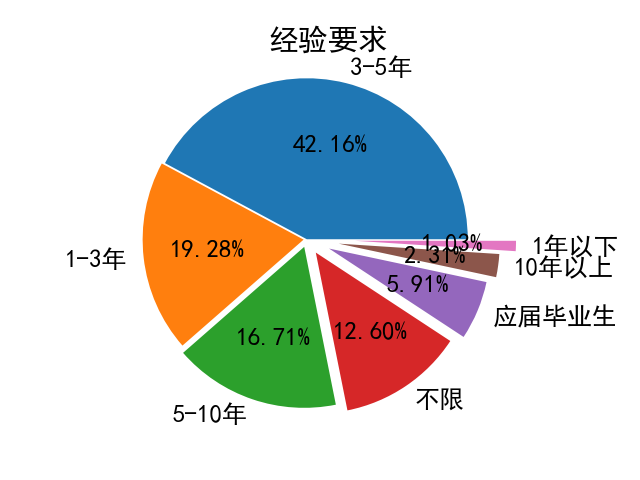 经验要求
3-5年
42.16%
1-3年
19.28%
1.03%
1年以下
2.31%
10年以上
5.91%
应届毕业生
16.71%
12.60%
不限
5-10年